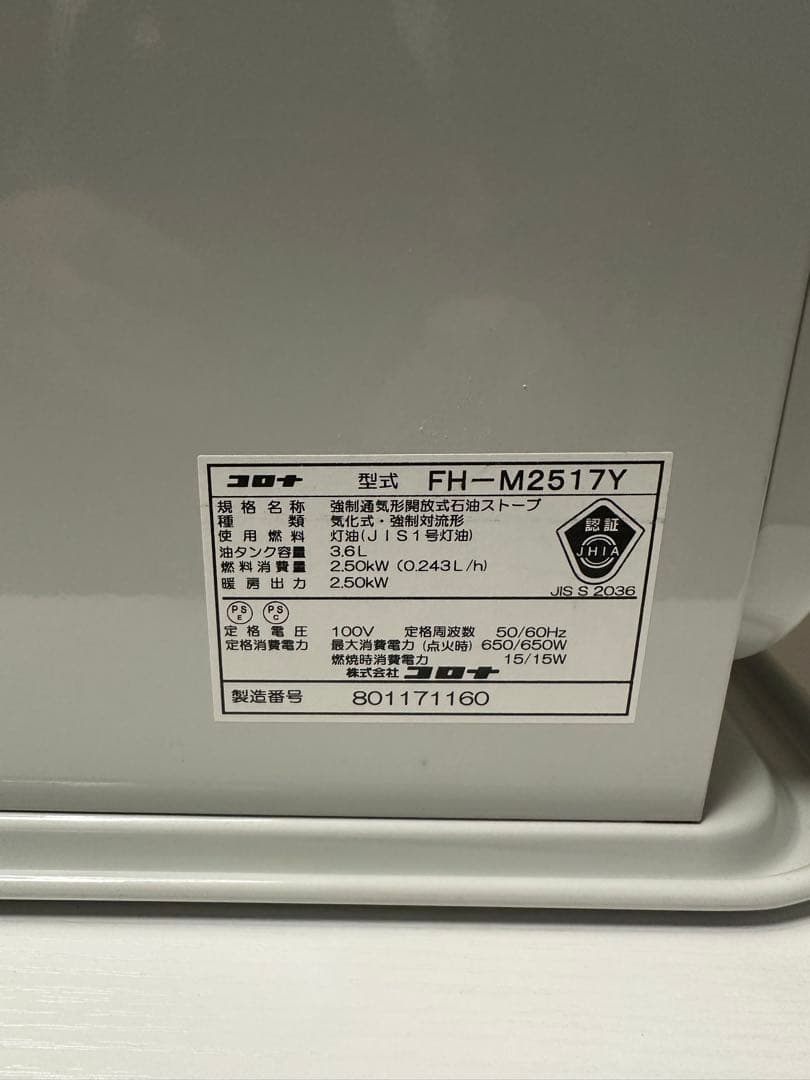 コロナ 型式 FH-M2517Y
規格名称 強制通気形開放式石油ストーブ
種類 気化式・強制対流形
使用燃料 灯油(JIS1号灯油)
油タンク容量 3.6L
燃料消費量 2.50kW (0.243L/h)
暖房出力 2.50kW
認証
JHIA
JIS S 2036
PS E PS C
定格電圧 100V 定格周波数 50/60Hz
定格消費電力 最大消費電力 (点火時) 650/650W
燃焼時消費電力 15/15W
株式会社 コロナ
製造番号 801171160